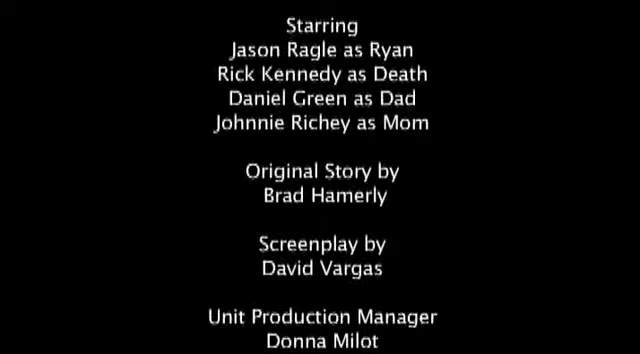 Starring
Jason Ragle as Ryan
Rick Kennedy as Death
Daniel Green as Dad
Johnnie Richey as Mom
Original Story by
Brad Hamerly
Screenplay by
David Vargas
Unit Production Manager
Donna Milot